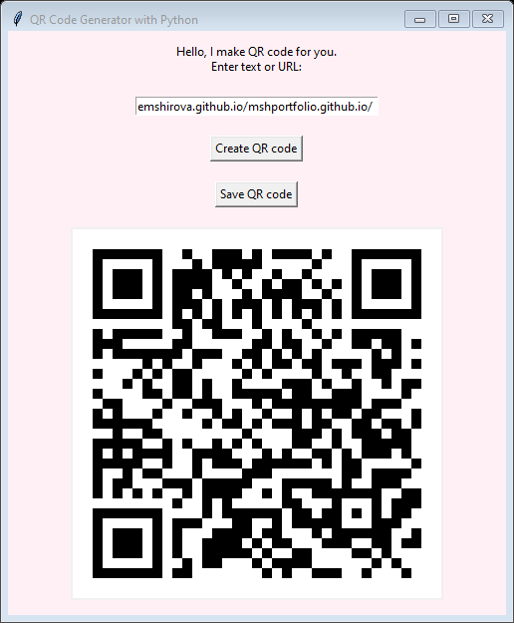 QR Code Generator with Python
Hello, I make QR code for you.
Enter text or URL:
emshirova.github.io/mshportfolio.github.io/
Create QR code
Save QR code